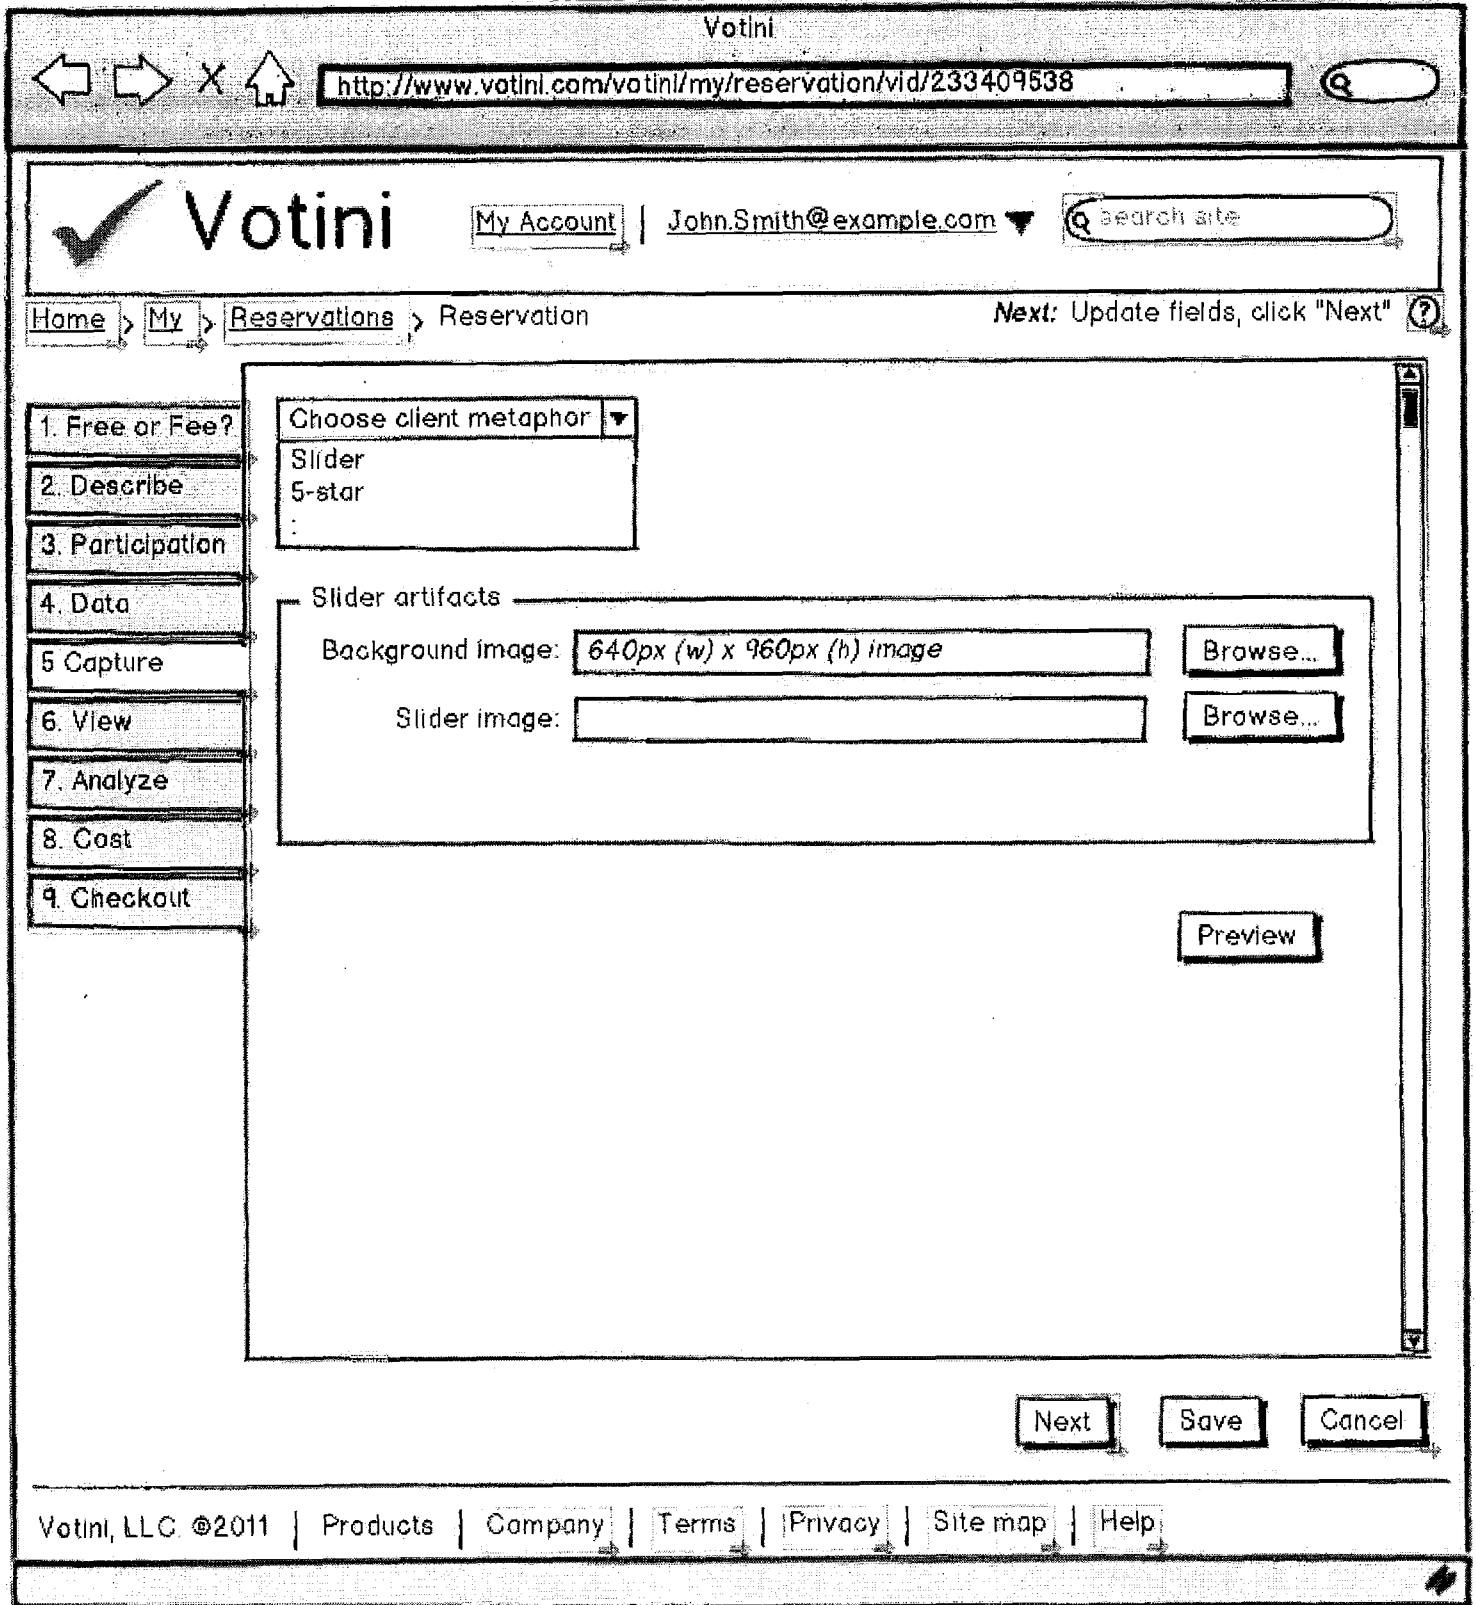 Votini
http://www.votini.com/votini/my/reservation/vid/233409538
Votini My Account | John.Smith@example.com search site
Home > My > Reservations > Reservation Next: Update fields, click "Next" ?
Choose client metaphor
Slider
5-star
:
1. Free or Fee?
2. Describe
3. Participation
4. Data
5 Capture
6. View
7. Analyze
8. Cost
9. Checkout
Slider artifacts
Background image: 640px (w) x 960px (h) image Browse...
Slider image: Browse...
Preview
Next Save Cancel
Votini, LLC. ©2011 | Products | Company | Terms | Privacy | Site map | Help